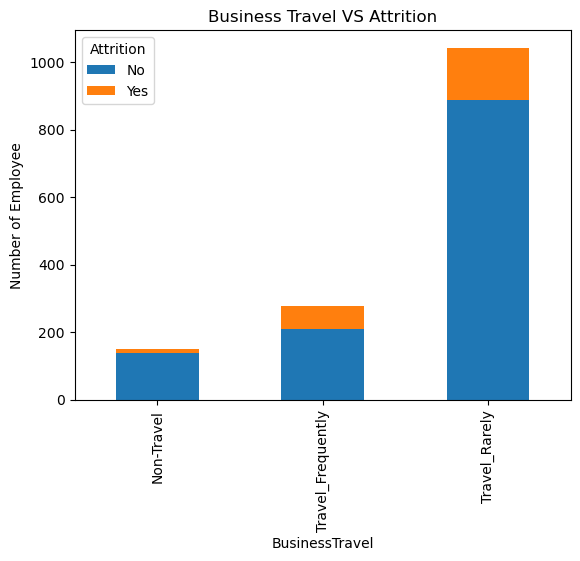 Business Travel VS Attrition
Attrition
No
Yes
Number of Employee
1000
800
600
400
200
0
Non-Travel
Travel_Frequently
Travel_Rarely
BusinessTravel